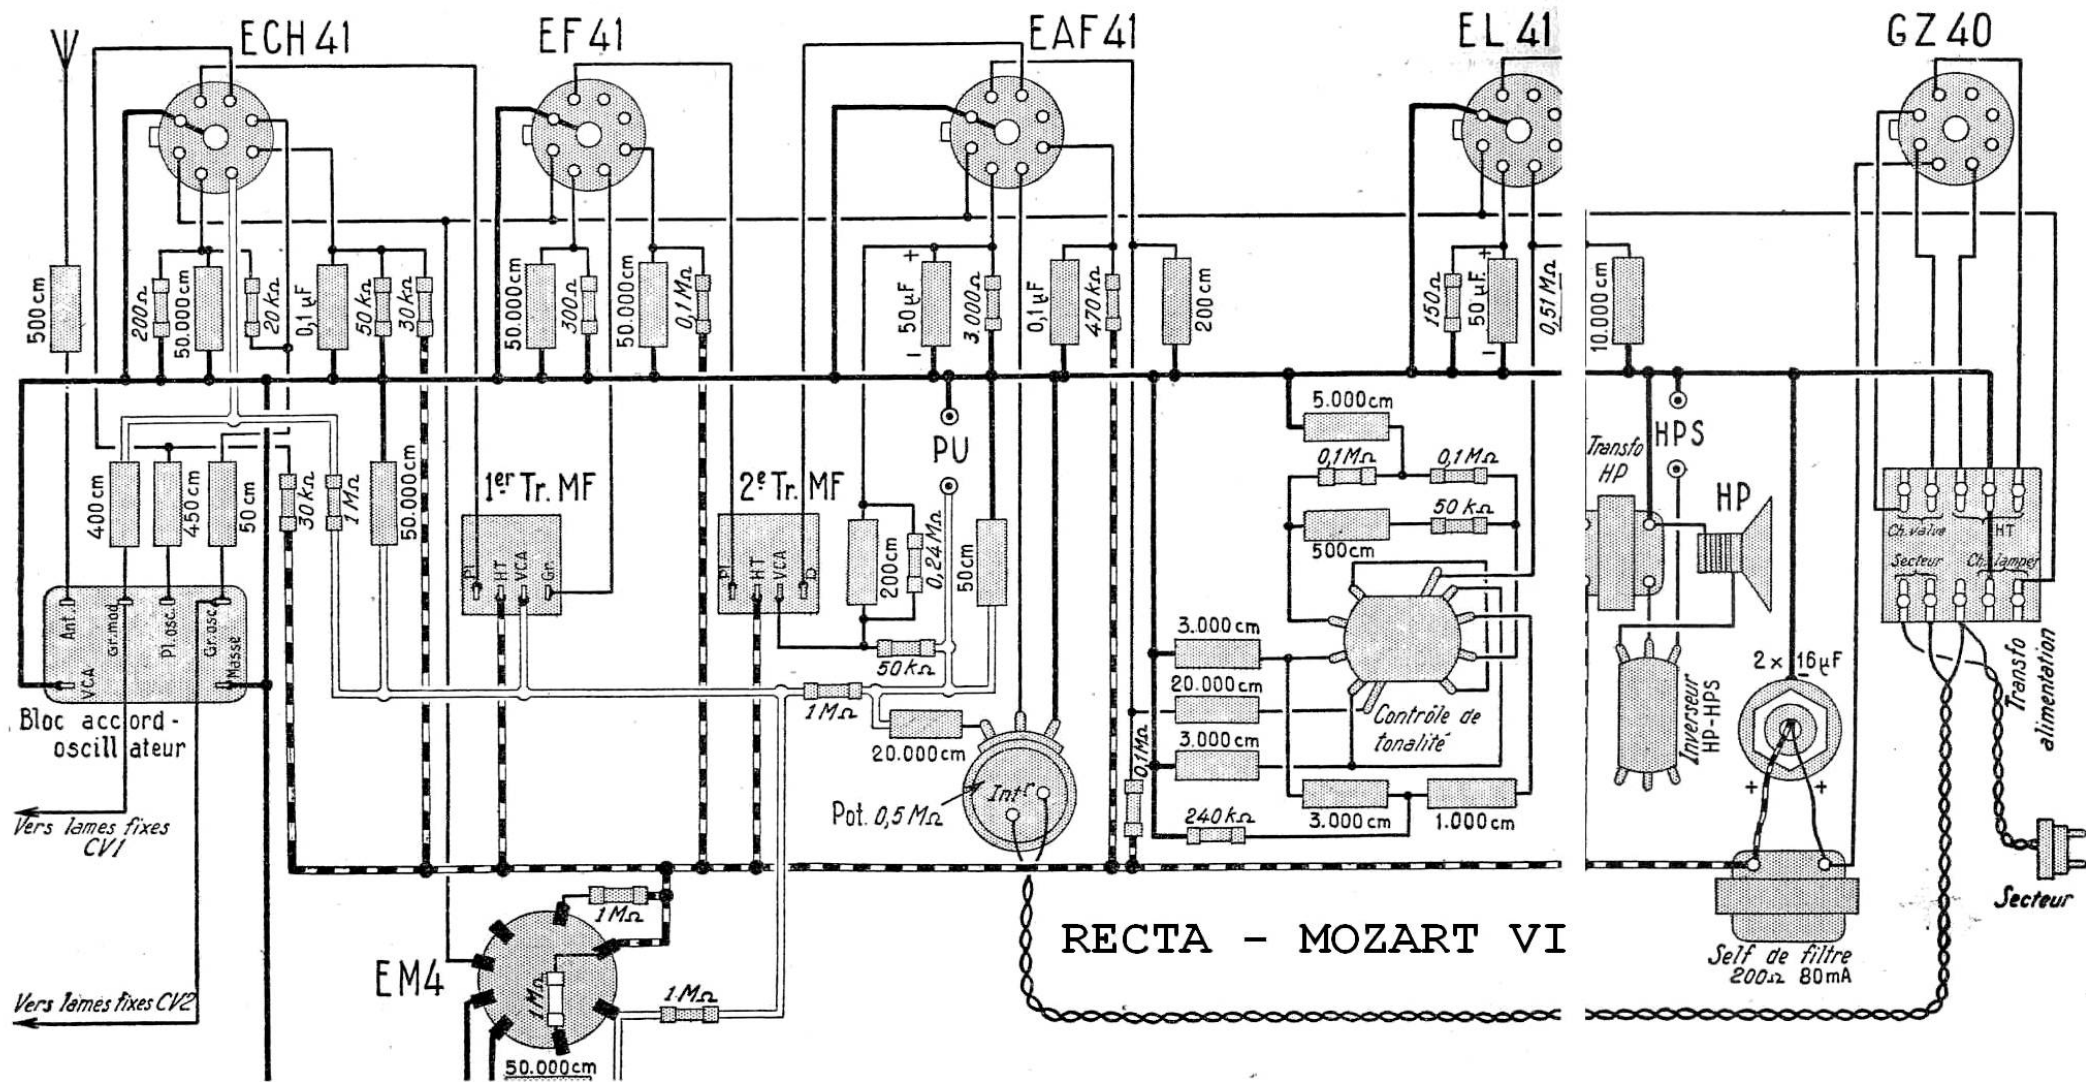 ECH 41
EF 41
EAF 41
EL 41
GZ 40
500 cm
200Ω
50.000 cm
20 kΩ
0,1 µF
50 kΩ
30 kΩ
50.000 cm
300Ω
50.000 cm
0,1 MΩ
50 µF
+
-
3.000Ω
0,1 µF
470 kΩ
200 cm
150Ω
50 µF
+
-
0,51 MΩ
10.000 cm
400 cm
450 cm
50 cm
30 kΩ
1 MΩ
50.000 cm
1er Tr. MF
Pl.
HT
VCA
Gr.
2e Tr. MF
Pl.
HT
VCA
D
PU
200 cm
0,24 MΩ
50 cm
50 kΩ
1 MΩ
20.000 cm
Pot. 0,5 MΩ
Intr
5.000 cm
0,1 MΩ
0,1 MΩ
50 kΩ
500 cm
3.000 cm
20.000 cm
3.000 cm
0,1 MΩ
240 kΩ
3.000 cm
1.000 cm
Contrôle de
tonalité
Transfo
HP
HPS
HP
Inverseur
HP-HPS
2 x 16 µF
-
+
+
Ch. valve
HT
Secteur
Ch. lampes
Transfo
alimentation
Secteur
Self de filtre
200Ω 80 mA
Ant.
Gr. mod.
Pl. osc.
Gr. osc.
VCA
Masse
Bloc accord-
oscillateur
Vers lames fixes
CV1
Vers lames fixes CV2
EM4
1 MΩ
1 MΩ
1 MΩ
50.000 cm
RECTA - MOZART VI